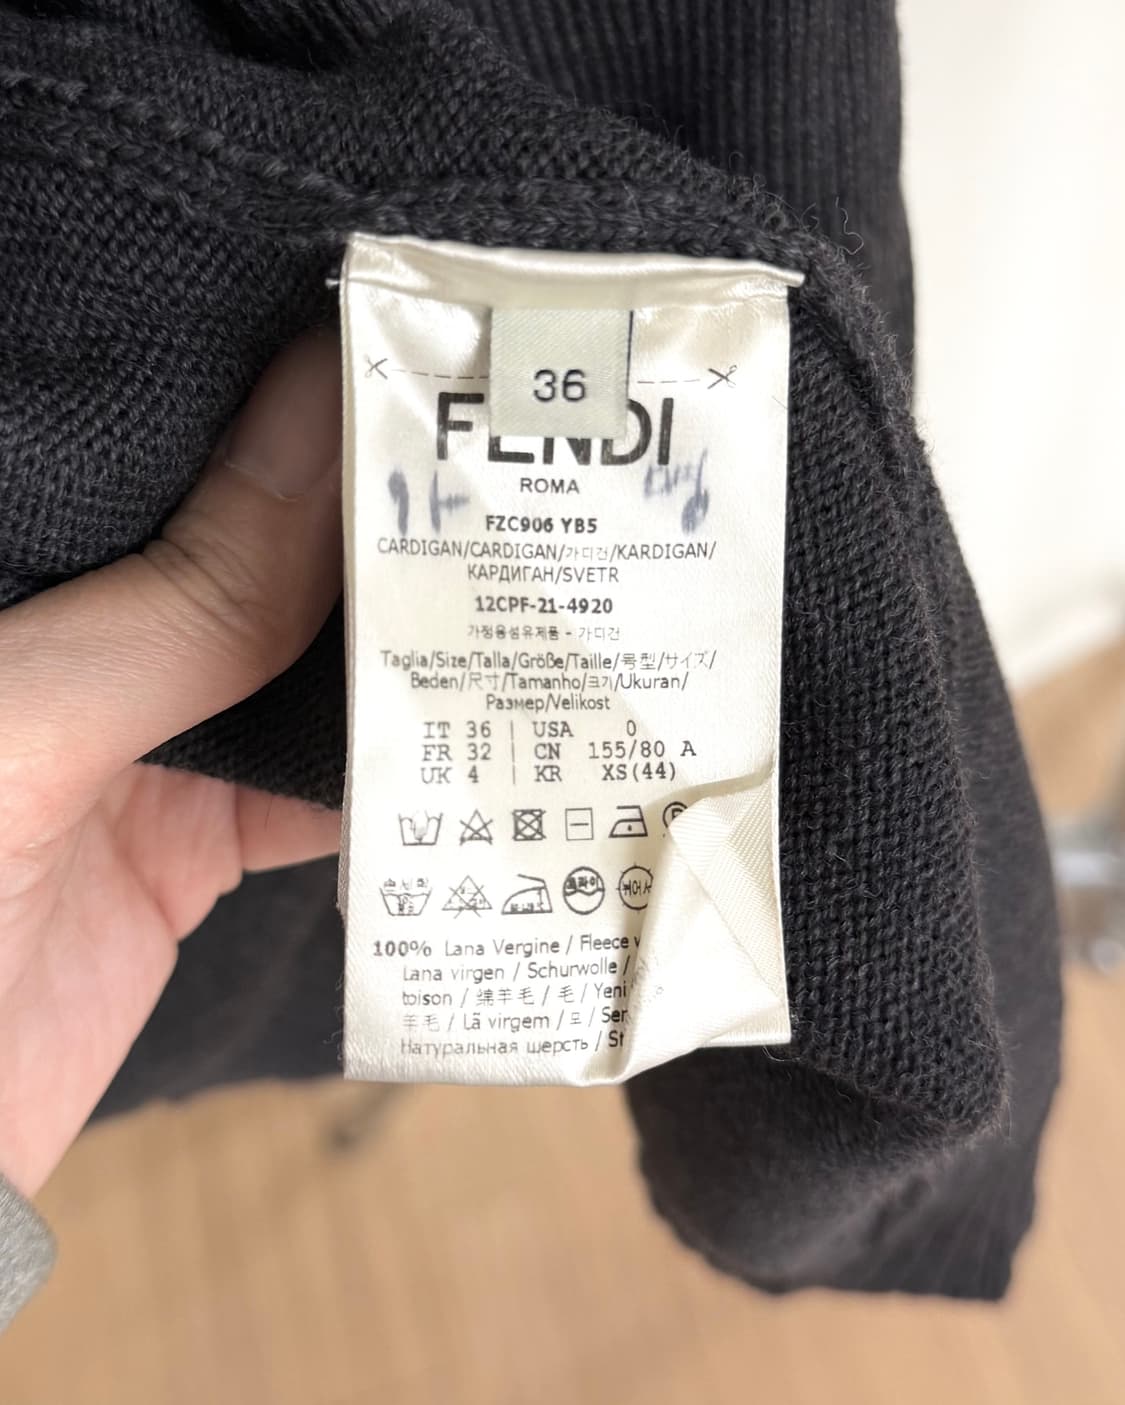 36
FENDI
ROMA
FZC906 YB5
CARDIGAN/CARDIGAN/가디건/KARDIGAN/
КАРДИГАН/SVETR
12CPF-21-4920
가정용섬유제품 - 가디건
Taglia/Size/Talla/Größe/Taille/号型/サイズ/
Beden/尺寸/Tamanho/크기/Ukuran/
Размер/Velikost
IT 36 | USA 0
FR 32 | CN 155/80 A
UK 4 | KR XS(44)
100% Lana Vergine / Fleece
Lana virgen / Schurwolle /
toison / 绵羊毛 / 毛 / Yeni
羊毛 / Lã virgem / 모 /
Натуральная шерсть /